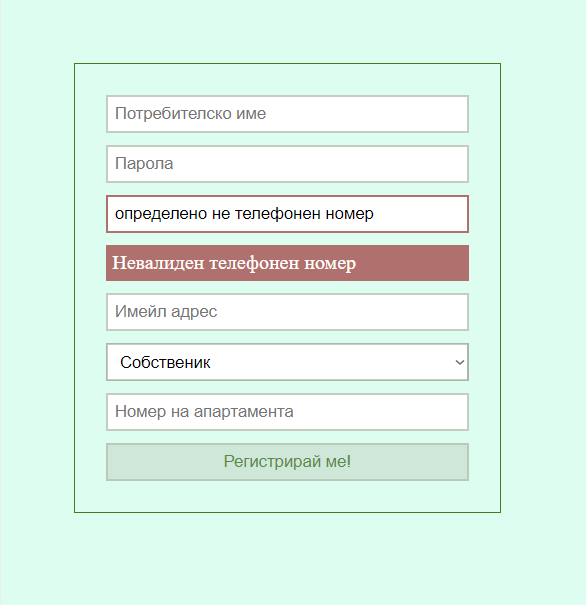 Потребителско име
Парола
определено не телефонен номер
Невалиден телефонен номер
Имейл адрес
Собственик
Номер на апартамента
Регистрирай ме!